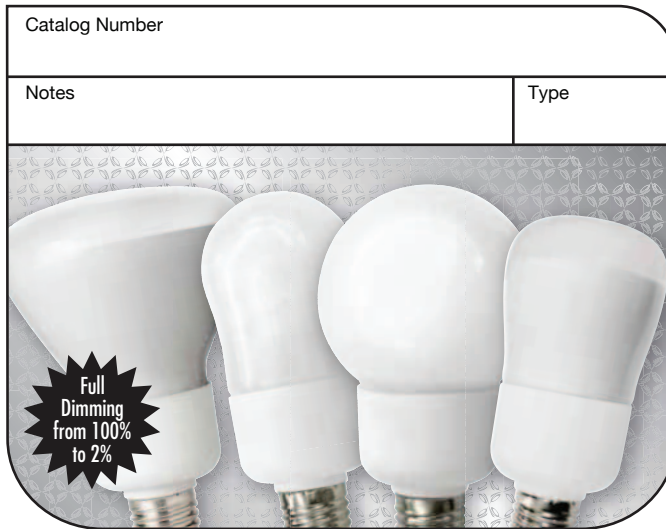 Catalog Number
Notes
Type
Full
Dimming
from 100%
to 2%